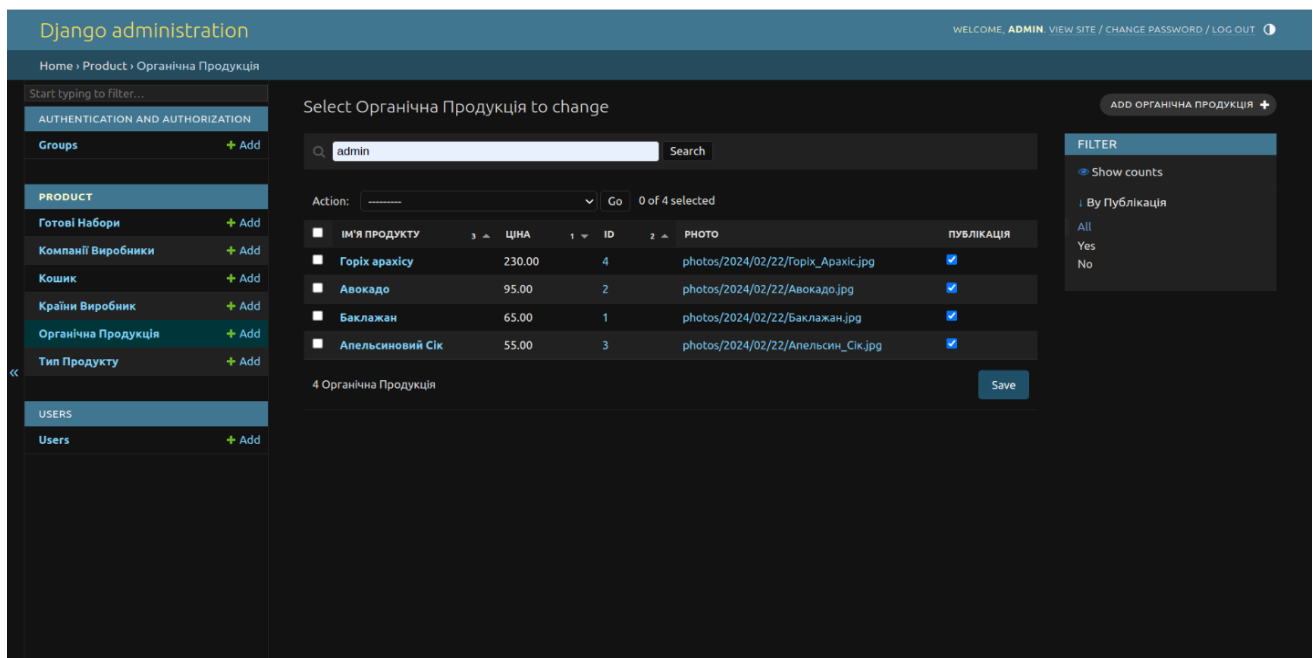 Django administration
WELCOME, ADMIN. VIEW SITE / CHANGE PASSWORD / LOG OUT
Home › Product › Органічна Продукція
Start typing to filter...
AUTHENTICATION AND AUTHORIZATION
Groups + Add
PRODUCT
Готові Набори + Add
Компанії Виробники + Add
Кошик + Add
Країни Виробник + Add
Органічна Продукція + Add
Тип Продукту + Add
«
USERS
Users + Add
Select Органічна Продукція to change
ADD ОРГАНІЧНА ПРОДУКЦІЯ +
admin Search
Action: --------- Go 0 of 4 selected
ІМ'Я ПРОДУКТУ 3 ЦІНА 1 ID 2 PHOTO ПУБЛІКАЦІЯ
Горіх арахісу 230.00 4 photos/2024/02/22/Горіх_Арахіс.jpg
Авокадо 95.00 2 photos/2024/02/22/Авокадо.jpg
Баклажан 65.00 1 photos/2024/02/22/Баклажан.jpg
Апельсиновий Сік 55.00 3 photos/2024/02/22/Апельсин_Сік.jpg
4 Органічна Продукція Save
FILTER
Show counts
↓ By Публікація
All
Yes
No